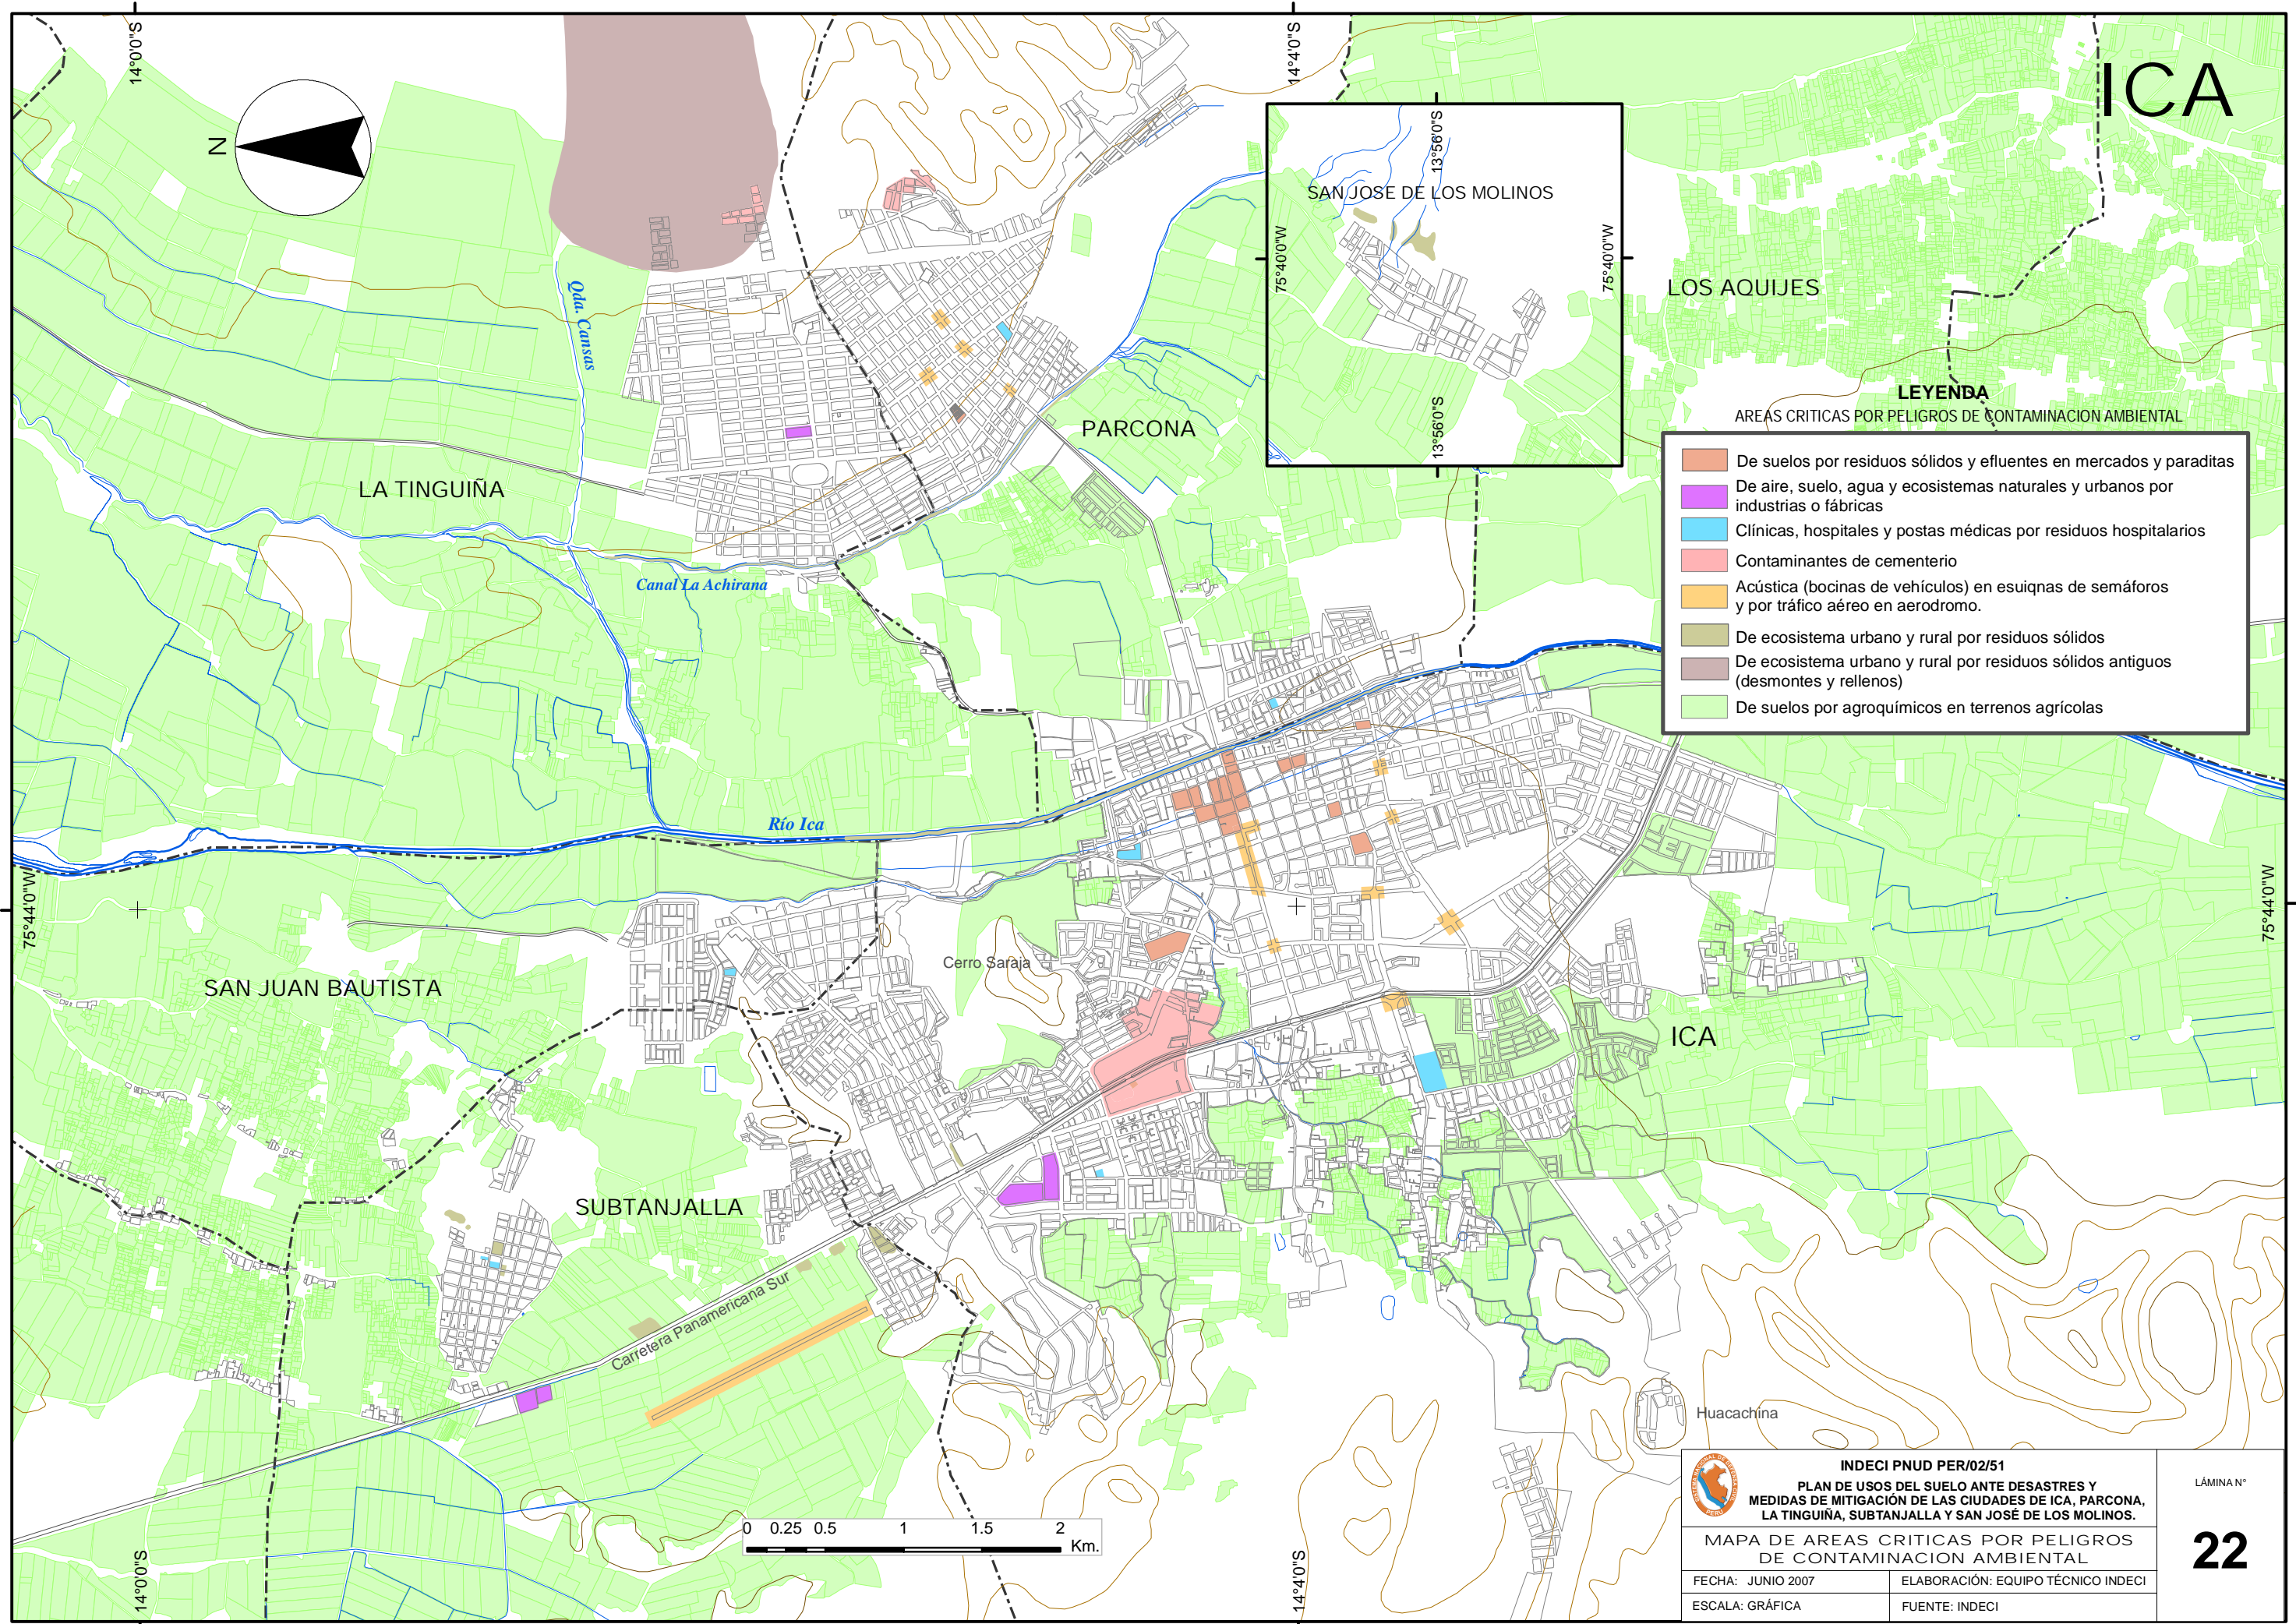 ICA
14°0'0"S
14°4'0"S
N
13°56'0"S
SAN JOSE DE LOS MOLINOS
75°40'0"W
75°40'0"W
13°56'0"S
LOS AQUIJES
Qda. Cansas
PARCONA
LA TINGUIÑA
Canal La Achirana
LEYENDA
AREAS CRITICAS POR PELIGROS DE CONTAMINACION AMBIENTAL
De suelos por residuos sólidos y efluentes en mercados y paraditas
De aire, suelo, agua y ecosistemas naturales y urbanos por
industrias o fábricas
Clínicas, hospitales y postas médicas por residuos hospitalarios
Contaminantes de cementerio
Acústica (bocinas de vehículos) en esuiqnas de semáforos
y por tráfico aéreo en aerodromo.
De ecosistema urbano y rural por residuos sólidos
De ecosistema urbano y rural por residuos sólidos antiguos
(desmontes y rellenos)
De suelos por agroquímicos en terrenos agrícolas
Río Ica
75°44'0"W
75°44'0"W
Cerro Saraja
SAN JUAN BAUTISTA
ICA
SUBTANJALLA
Carretera Panamericana Sur
Huacachina
0 0.25 0.5 1 1.5 2
Km.
14°0'0"S
14°4'0"S
INDECI PNUD PER/02/51
PLAN DE USOS DEL SUELO ANTE DESASTRES Y
MEDIDAS DE MITIGACIÓN DE LAS CIUDADES DE ICA, PARCONA,
LA TINGUIÑA, SUBTANJALLA Y SAN JOSÉ DE LOS MOLINOS.
MAPA DE AREAS CRITICAS POR PELIGROS
DE CONTAMINACION AMBIENTAL
FECHA: JUNIO 2007
ELABORACIÓN: EQUIPO TÉCNICO INDECI
ESCALA: GRÁFICA
FUENTE: INDECI
LÁMINA N°
22